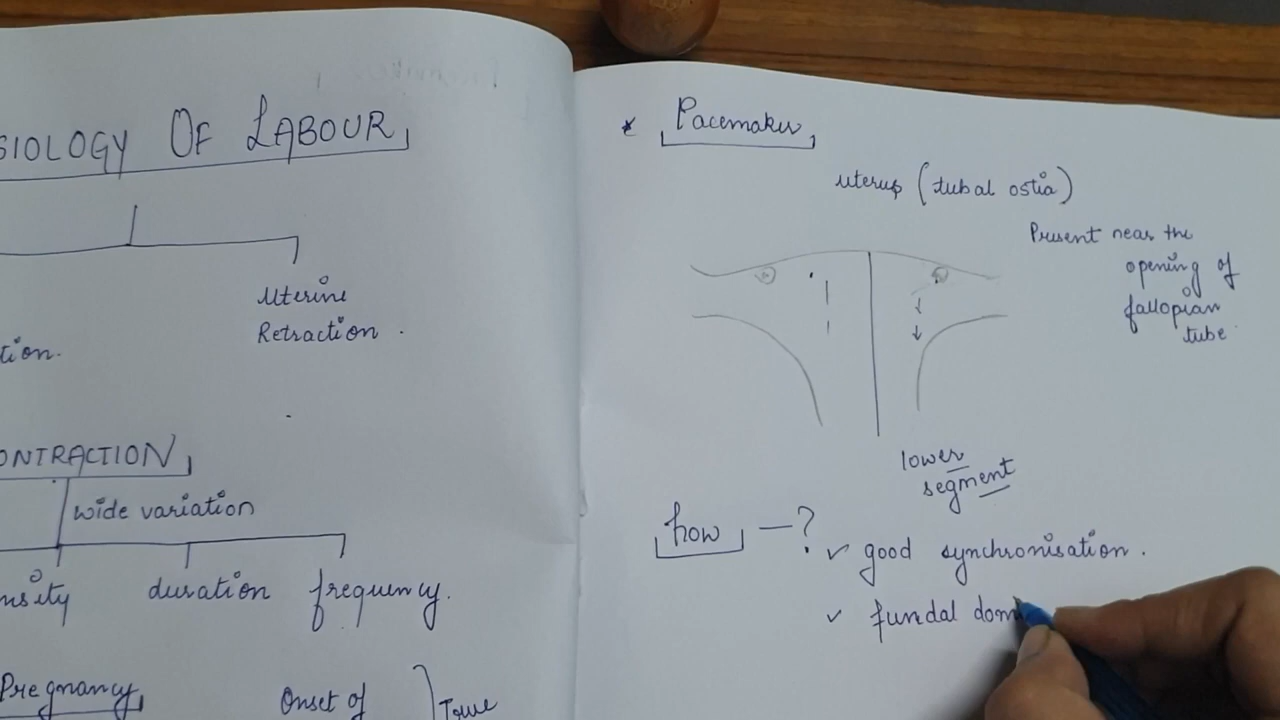 SIOLOGY OF LABOUR
Uterine
Retraction.
tion.
ONTRACTION
wide variation
nsity duration frequency.
Pregnancy Onset of
* Pacemaker
uterus (tubal ostia)
Present near the
opening of
fallopian
tube.
lower
segment
how —?
✓ good synchronisation.
✓ fundal dom